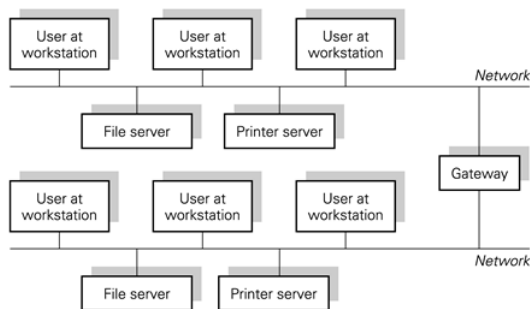 User at
workstation
User at
workstation
User at
workstation
Network
File server
Printer server
Gateway
User at
workstation
User at
workstation
User at
workstation
Network
File server
Printer server